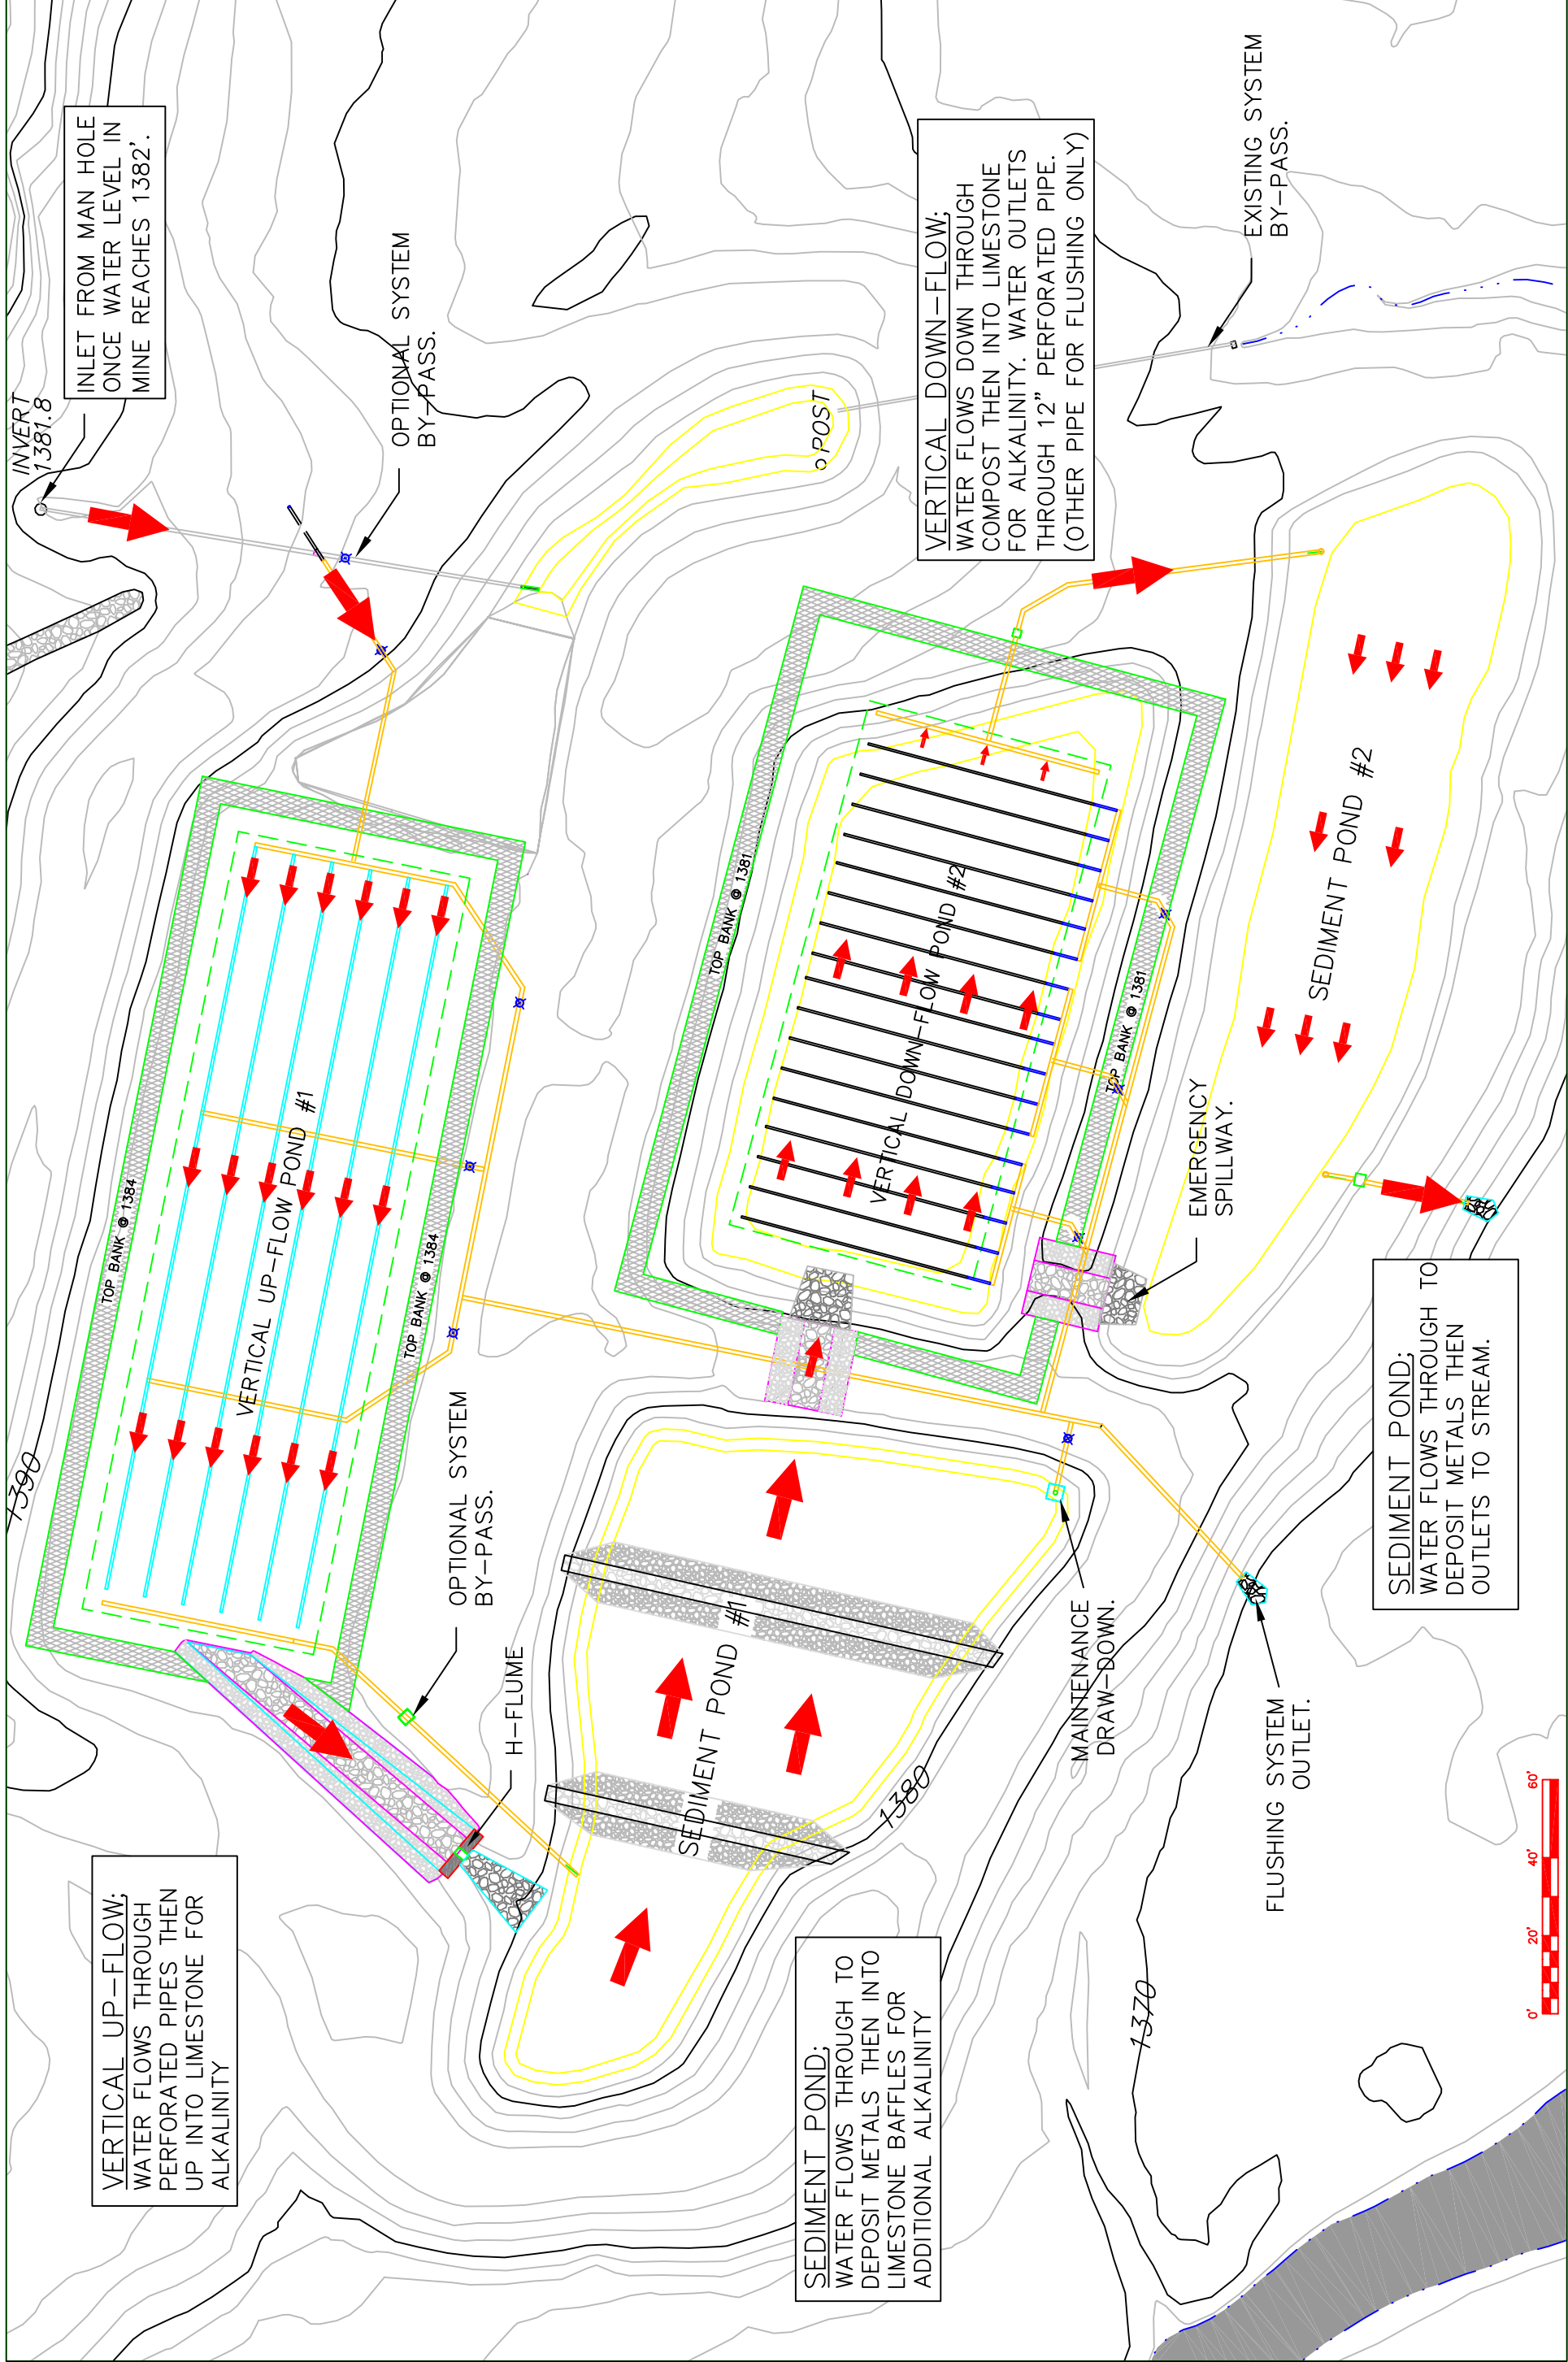 INVERT
1381.8
INLET FROM MAN HOLE
ONCE WATER LEVEL IN
MINE REACHES 1382'.
OPTIONAL SYSTEM
BY-PASS.
POST
VERTICAL DOWN-FLOW:
WATER FLOWS DOWN THROUGH
COMPOST THEN INTO LIMESTONE
FOR ALKALINITY. WATER OUTLETS
THROUGH 12" PERFORATED PIPE.
(OTHER PIPE FOR FLUSHING ONLY)
EXISTING SYSTEM
BY-PASS.
1390
TOP BANK @ 1384
VERTICAL UP-FLOW POND #1
TOP BANK @ 1384
TOP BANK @ 1381
VERTICAL DOWN-FLOW POND #2
TOP BANK @ 1381
EMERGENCY
SPILLWAY.
SEDIMENT POND #2
OPTIONAL SYSTEM
BY-PASS.
H-FLUME
SEDIMENT POND #1
1380
MAINTENANCE
DRAW-DOWN.
FLUSHING SYSTEM
OUTLET.
SEDIMENT POND:
WATER FLOWS THROUGH TO
DEPOSIT METALS THEN
OUTLETS TO STREAM.
VERTICAL UP-FLOW:
WATER FLOWS THROUGH
PERFORATED PIPES THEN
UP INTO LIMESTONE FOR
ALKALINITY
SEDIMENT POND:
WATER FLOWS THROUGH TO
DEPOSIT METALS THEN INTO
LIMESTONE BAFFLES FOR
ADDITIONAL ALKALINITY
1370
0' 20' 40' 60'